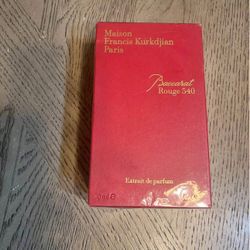 Maison
Francis Kurkdjian
Paris
Baccarat
Rouge 540
Extrait de parfum